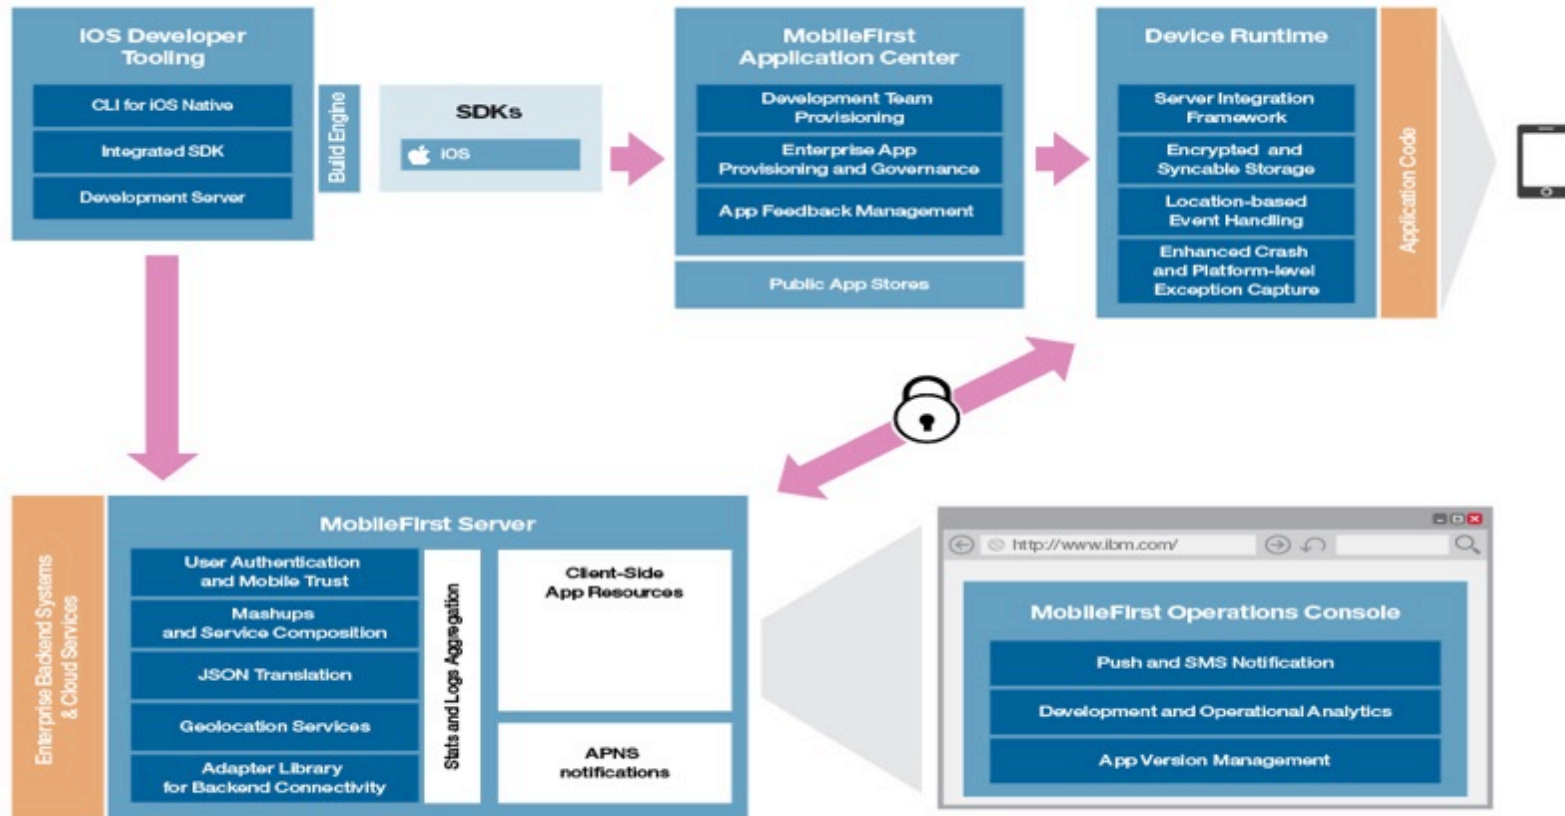 iOS Developer
Tooling
CLI for iOS Native
Integrated SDK
Development Server
Build Engine
SDKs
iOS
MobileFirst
Application Center
Development Team
Provisioning
Enterprise App
Provisioning and Governance
App Feedback Management
Public App Stores
Device Runtime
Server Integration
Framework
Encrypted and
Syncable Storage
Location-based
Event Handling
Enhanced Crash
and Platform-level
Exception Capture
Application Code
Enterprise Backend Systems
& Cloud Services
MobileFirst Server
User Authentication
and Mobile Trust
Mashups
and Service Composition
JSON Translation
Geolocation Services
Adapter Library
for Backend Connectivity
Stats and Logs Aggregation
Client-Side
App Resources
APNS
notifications
http://www.ibm.com/
MobileFirst Operations Console
Push and SMS Notification
Development and Operational Analytics
App Version Management